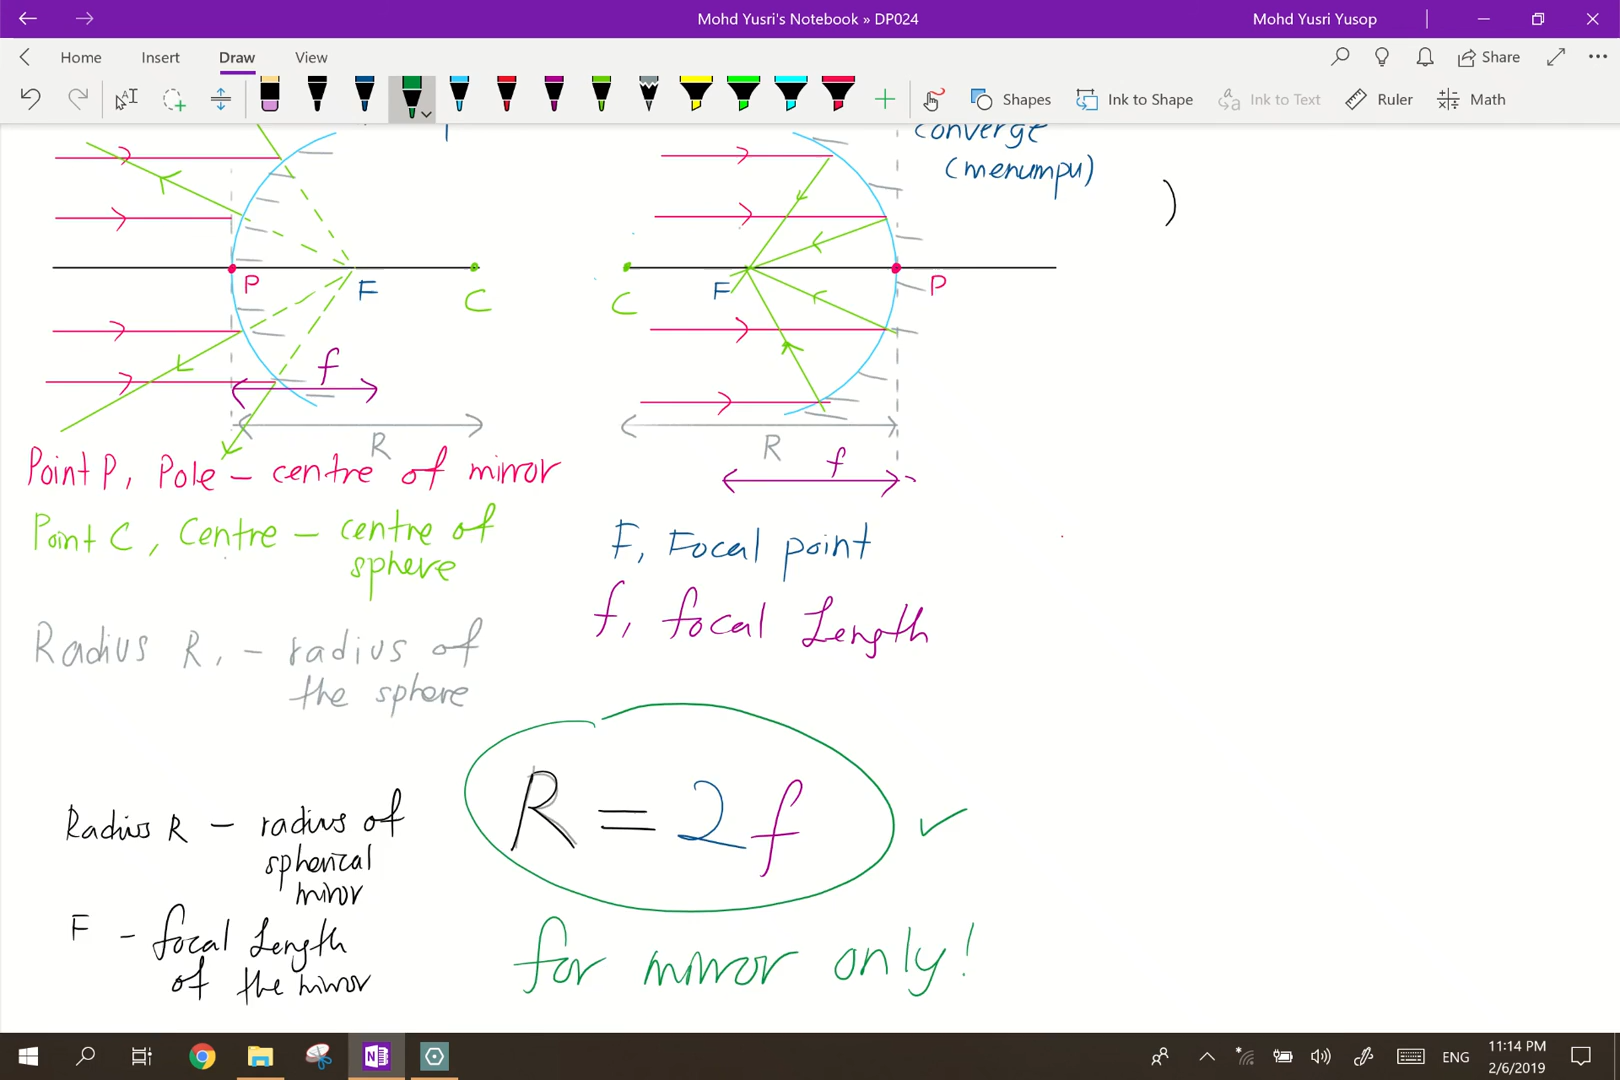 Mohd Yusri's Notebook » DP024
Mohd Yusri Yusop
Home
Insert
Draw
View
Share
Shapes
Ink to Shape
Ink to Text
Ruler
Math
converge
(menumpu)
)
P
F
C
f
R
C
F
P
R
f
Point P, Pole – centre of mirror
Point C, Centre – centre of
sphere
Radius R, – radius of
the sphere
F, Focal point
f, focal Length
Radius R – radius of
spherical
mirror
F – focal Length
of the mirror
R = 2f ✓
for mirror only!
ENG
11:14 PM
2/6/2019